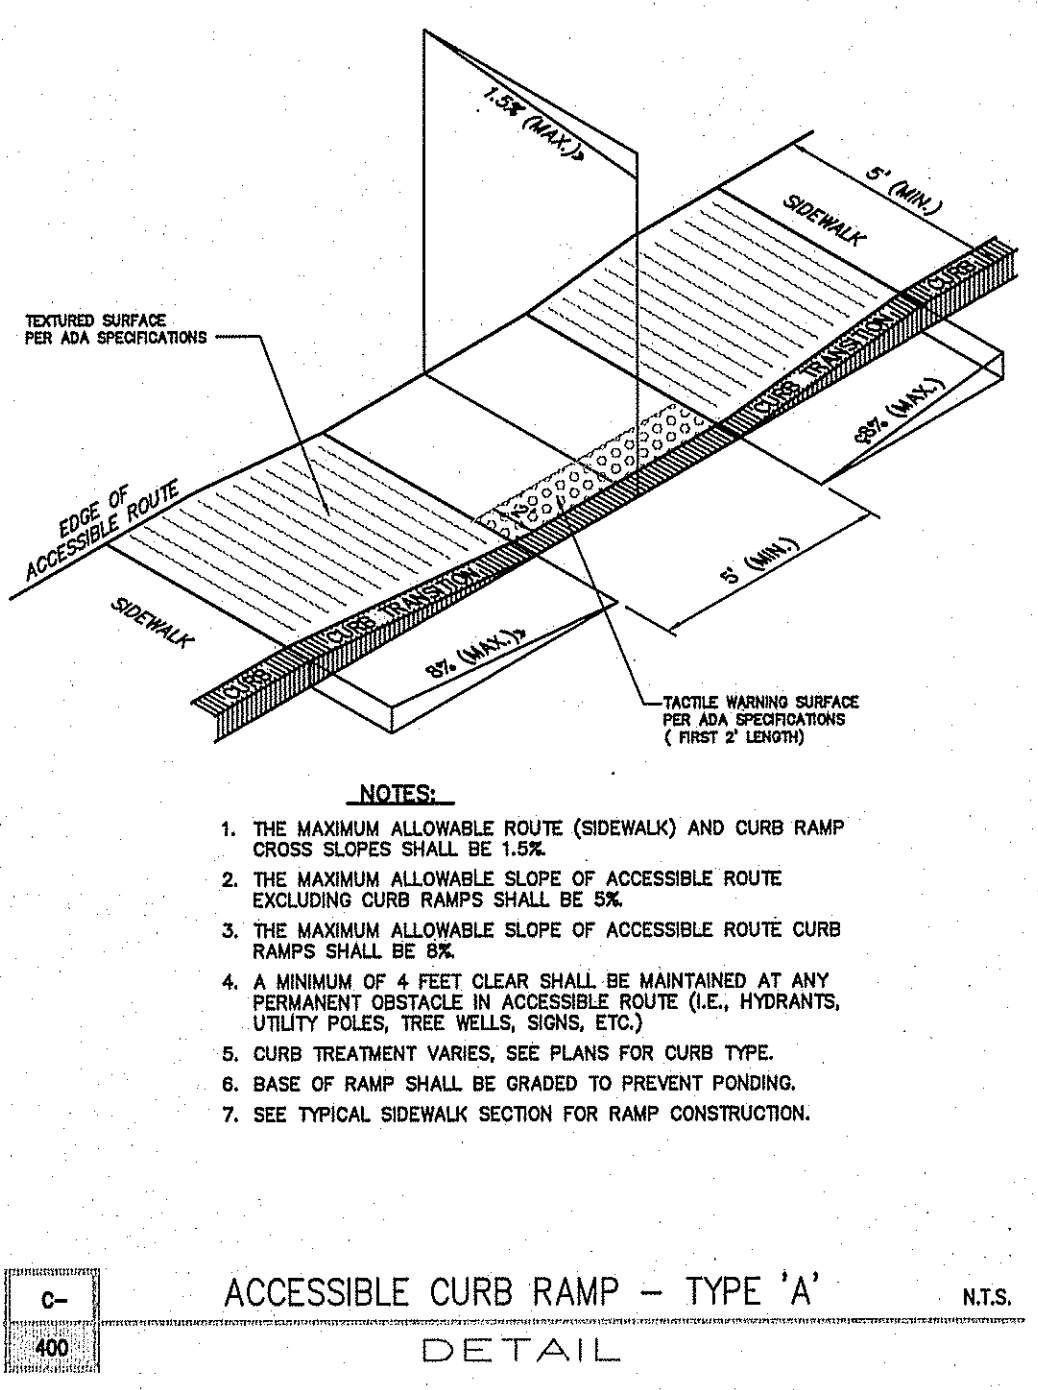 1.5% (MAX.)
5' (MIN.)
SIDEWALK
CURB
TEXTURED SURFACE
PER ADA SPECIFICATIONS
CURB TRANSITION
8% (MAX.)
EDGE OF
ACCESSIBLE ROUTE
2'
5' (MIN.)
SIDEWALK
CURB TRANSITION
CURB
8% (MAX.)
TACTILE WARNING SURFACE
PER ADA SPECIFICATIONS
( FIRST 2' LENGTH)
NOTES:
1. THE MAXIMUM ALLOWABLE ROUTE (SIDEWALK) AND CURB RAMP
CROSS SLOPES SHALL BE 1.5%.
2. THE MAXIMUM ALLOWABLE SLOPE OF ACCESSIBLE ROUTE
EXCLUDING CURB RAMPS SHALL BE 5%.
3. THE MAXIMUM ALLOWABLE SLOPE OF ACCESSIBLE ROUTE CURB
RAMPS SHALL BE 8%.
4. A MINIMUM OF 4 FEET CLEAR SHALL BE MAINTAINED AT ANY
PERMANENT OBSTACLE IN ACCESSIBLE ROUTE (I.E., HYDRANTS,
UTILITY POLES, TREE WELLS, SIGNS, ETC.)
5. CURB TREATMENT VARIES, SEE PLANS FOR CURB TYPE.
6. BASE OF RAMP SHALL BE GRADED TO PREVENT PONDING.
7. SEE TYPICAL SIDEWALK SECTION FOR RAMP CONSTRUCTION.
C-
400
ACCESSIBLE CURB RAMP - TYPE 'A'
N.T.S.
DETAIL